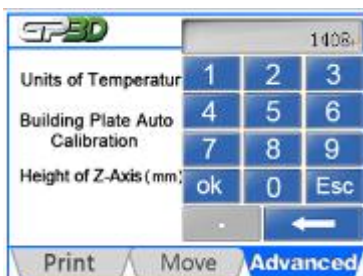 GP3D
1408.
Units of Temperatur
1 2 3
Building Plate Auto
Calibration
4 5 6
7 8 9
Height of Z-Axis(mm)
ok 0 Esc
.
Print Move Advanced